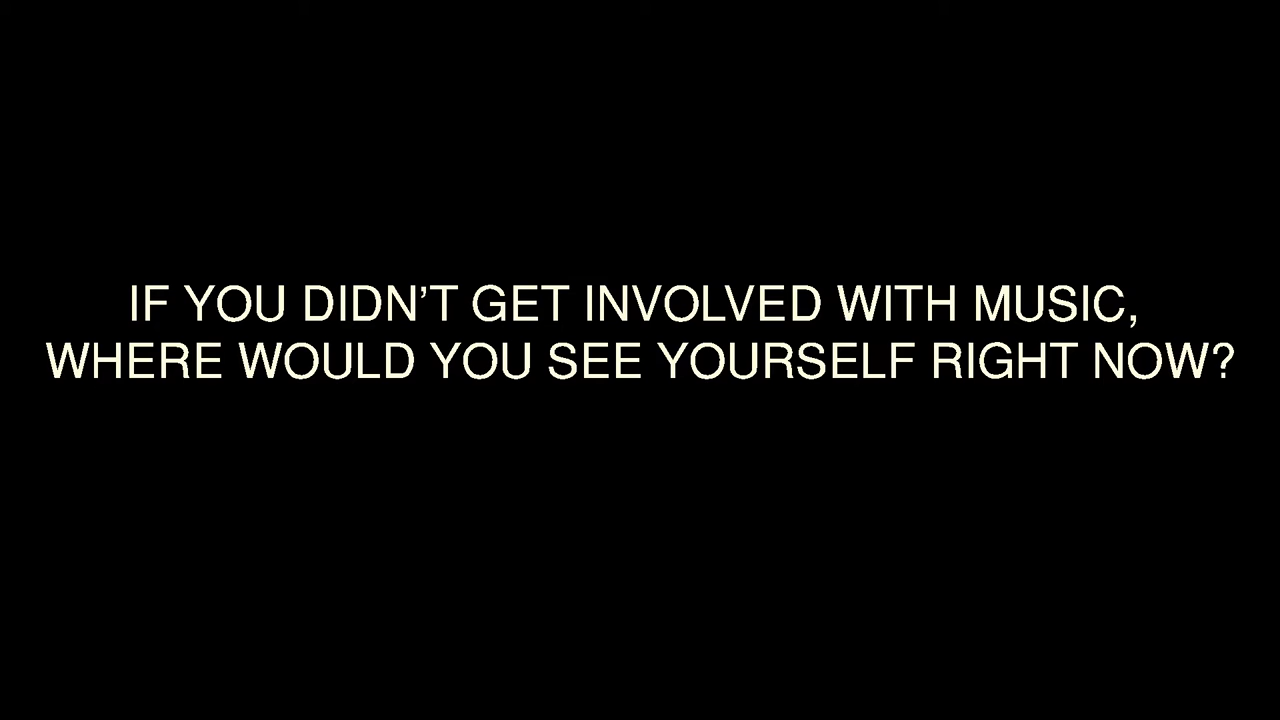 IF YOU DIDN’T GET INVOLVED WITH MUSIC,
WHERE WOULD YOU SEE YOURSELF RIGHT NOW?